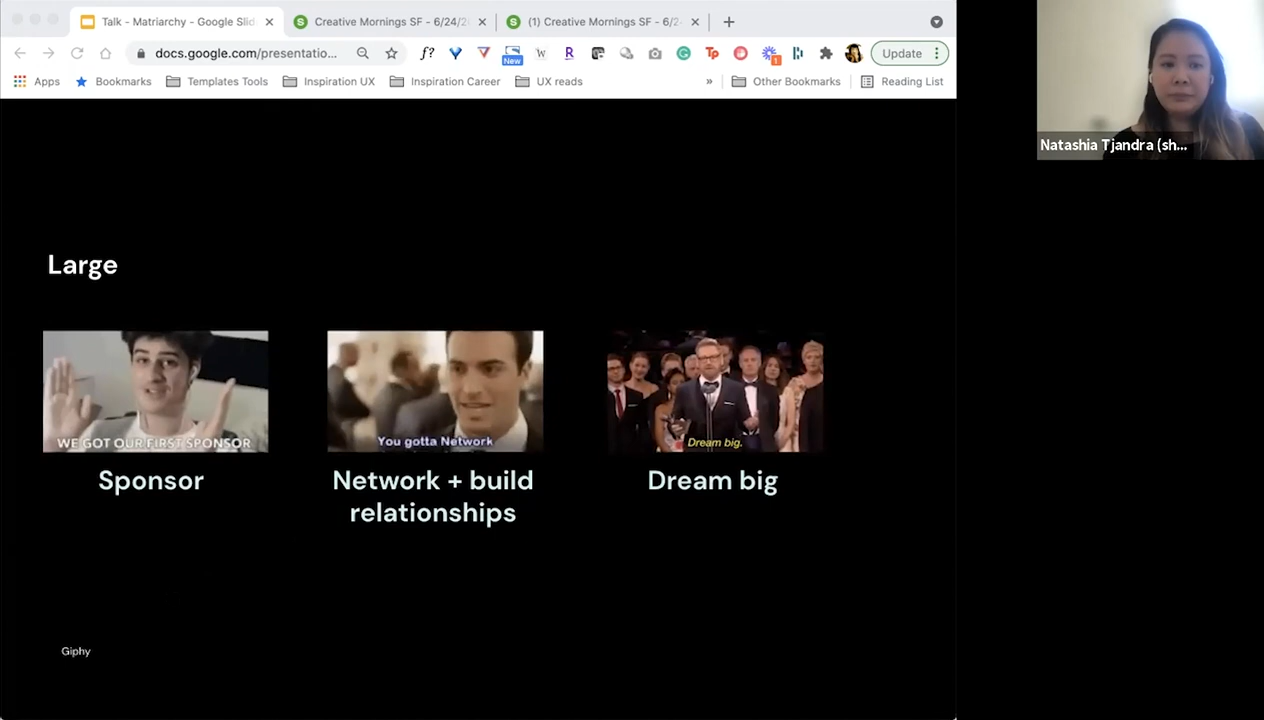 Talk - Matriarchy - Google Slid
Creative Mornings SF - 6/24/2
(1) Creative Mornings SF - 6/2
docs.google.com/presentatio...
f?
New
W
R
Tp
1
Update
Apps
Bookmarks
Templates Tools
Inspiration UX
Inspiration Career
UX reads
»
Other Bookmarks
Reading List
Natashia Tjandra (sh...
Large
WE GOT OUR FIRST SPONSOR
You gotta Network
Dream big.
Sponsor
Network + build
relationships
Dream big
Giphy